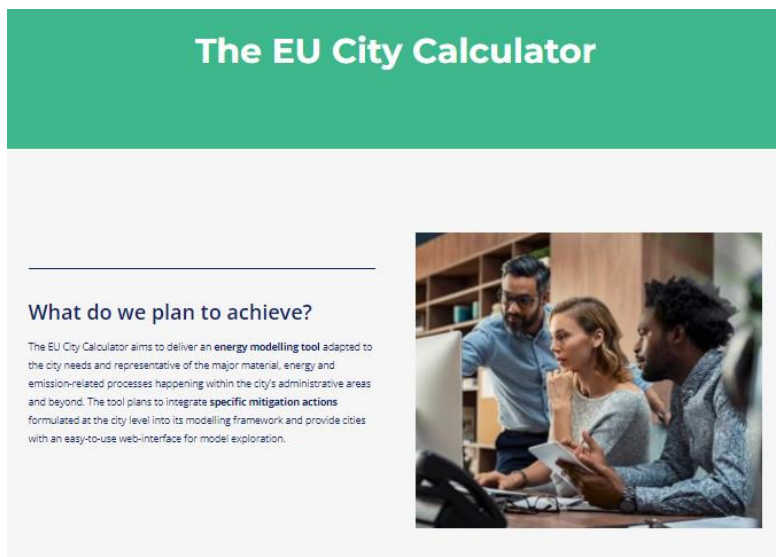 The EU City Calculator
What do we plan to achieve?
The EU City Calculator aims to deliver an energy modelling tool adapted to
the city needs and representative of the major material, energy and
emission-related processes happening within the city's administrative areas
and beyond. The tool plans to integrate specific mitigation actions
formulated at the city level into its modelling framework and provide cities
with an easy-to-use web-interface for model exploration.